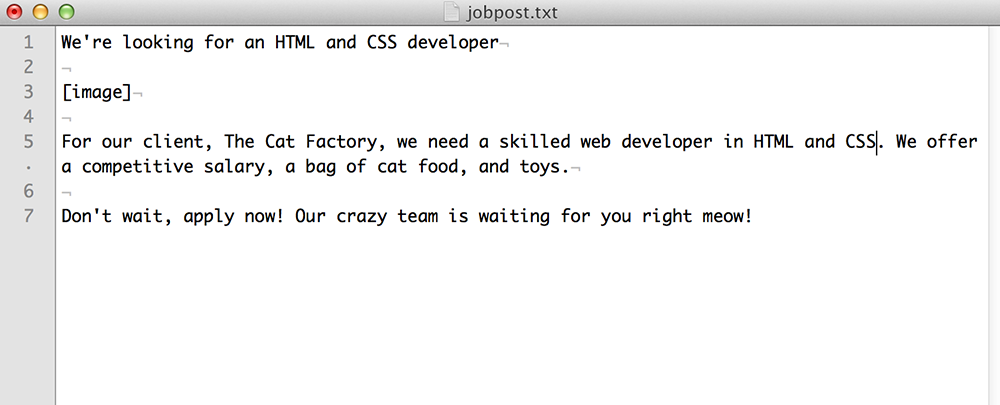 jobpost.txt
1 We're looking for an HTML and CSS developer¬
2 ¬
3 [image]¬
4 ¬
5 For our client, The Cat Factory, we need a skilled web developer in HTML and CSS. We offer
· a competitive salary, a bag of cat food, and toys.¬
6 ¬
7 Don't wait, apply now! Our crazy team is waiting for you right meow!